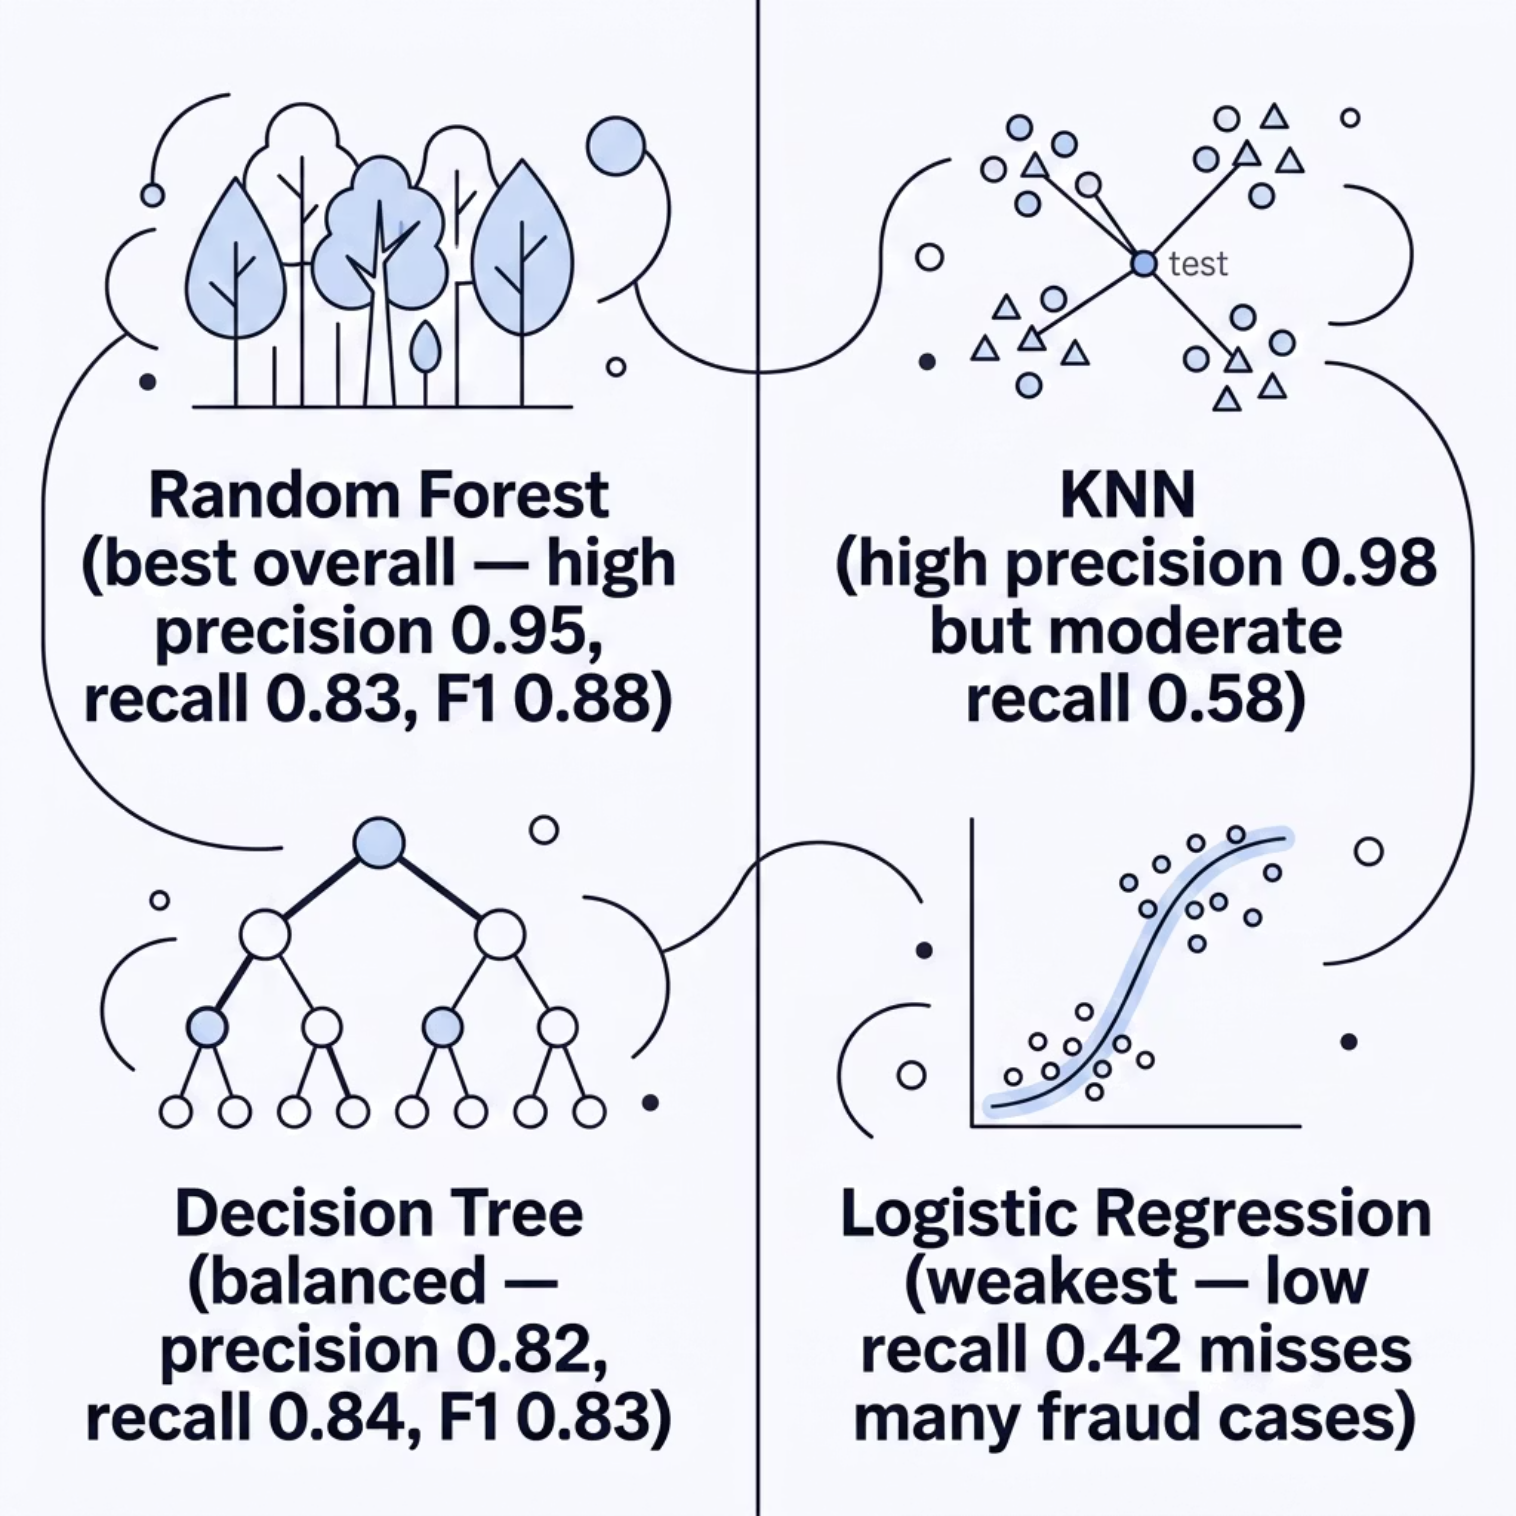 test
Random Forest
(best overall — high
precision 0.95,
recall 0.83, F1 0.88)
KNN
(high precision 0.98
but moderate
recall 0.58)
Decision Tree
(balanced —
precision 0.82,
recall 0.84, F1 0.83)
Logistic Regression
(weakest — low
recall 0.42 misses
many fraud cases)